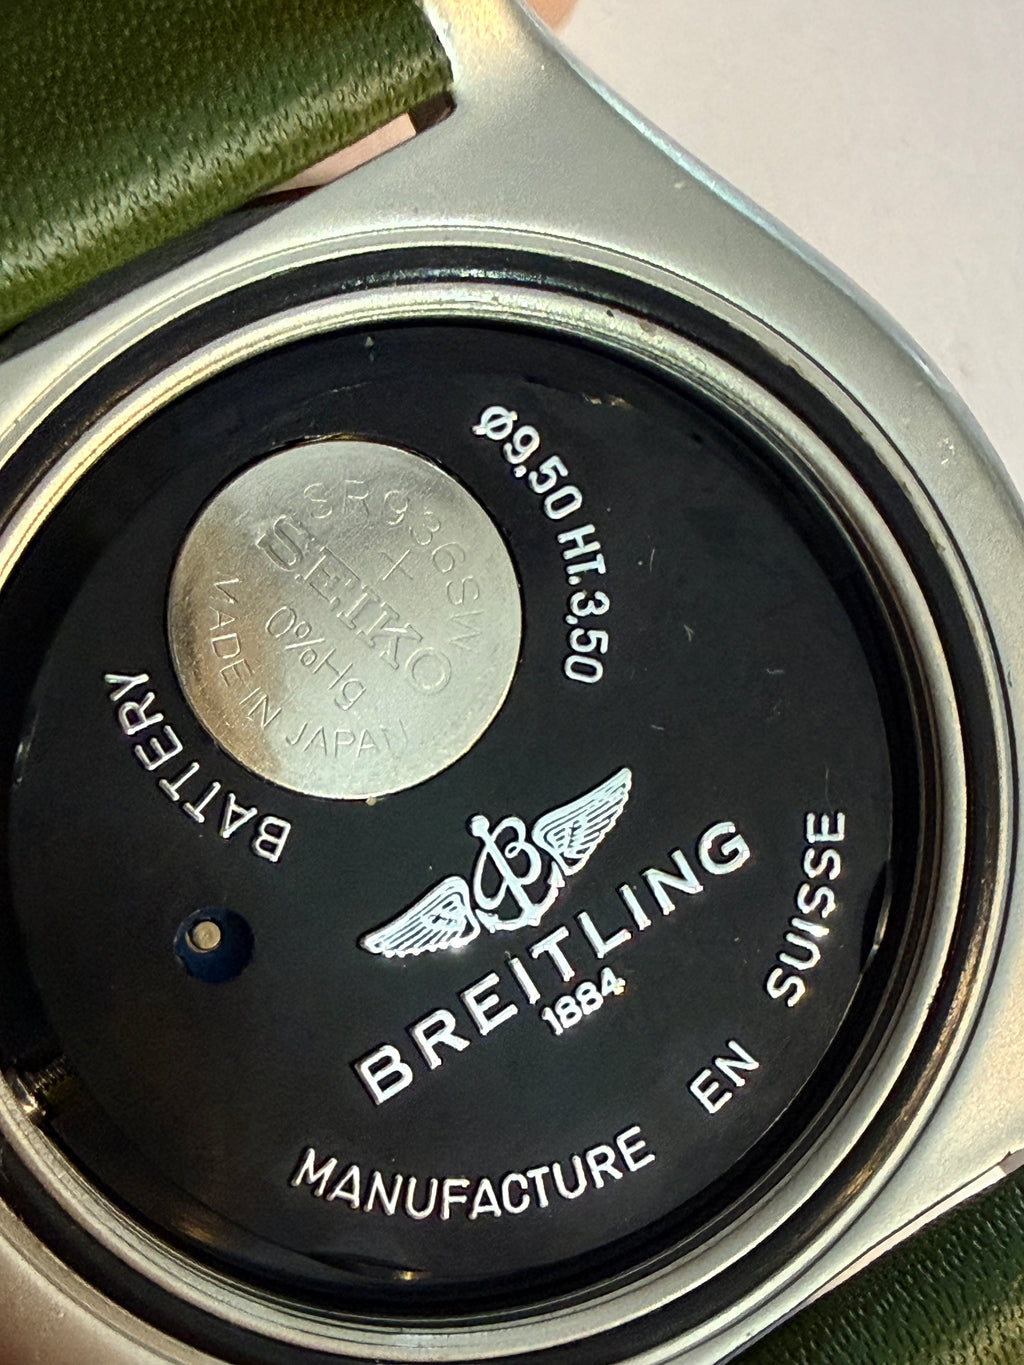 Ø9,50 HT.3,50
SR936SW
+
SEIKO
0%Hg
MADE IN JAPAN
BATTERY
B
BREITLING
1884
MANUFACTURE EN SUISSE